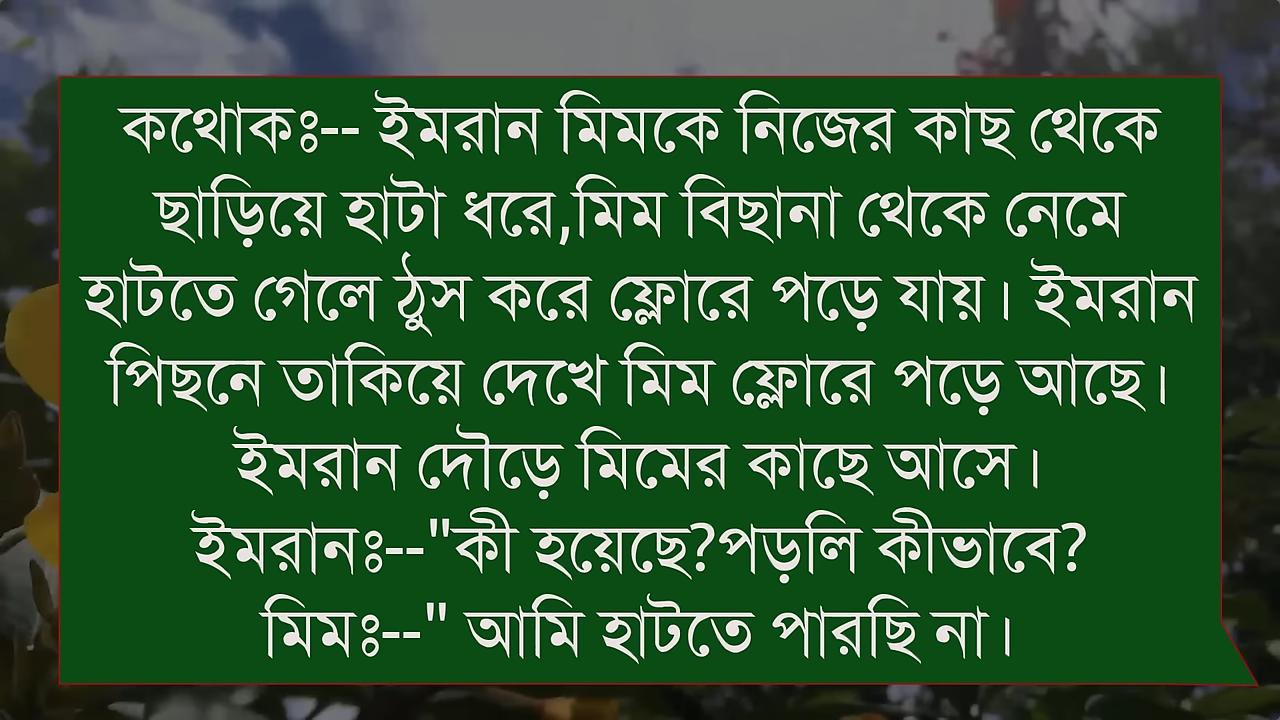 কথোকঃ-- ইমরান মিমকে নিজের কাছ থেকে
ছাড়িয়ে হাটা ধরে,মিম বিছানা থেকে নেমে
হাটতে গেলে ঠুস করে ফ্লোরে পড়ে যায়। ইমরান
পিছনে তাকিয়ে দেখে মিম ফ্লোরে পড়ে আছে।
ইমরান দৌড়ে মিমের কাছে আসে।
ইমরানঃ--"কী হয়েছে?পড়লি কীভাবে?
মিমঃ--" আমি হাটতে পারছি না।